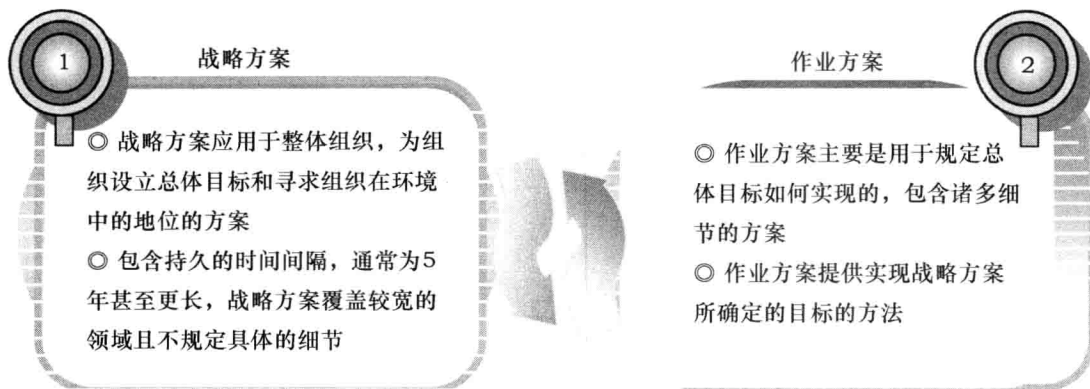 1
战略方案
◎ 战略方案应用于整体组织，为组
织设立总体目标和寻求组织在环境
中的地位的方案
◎ 包含持久的时间间隔，通常为5
年甚至更长，战略方案覆盖较宽的
领域且不规定具体的细节
作业方案
2
◎ 作业方案主要是用于规定总
体目标如何实现的，包含诸多细
节的方案
◎ 作业方案提供实现战略方案
所确定的目标的方法